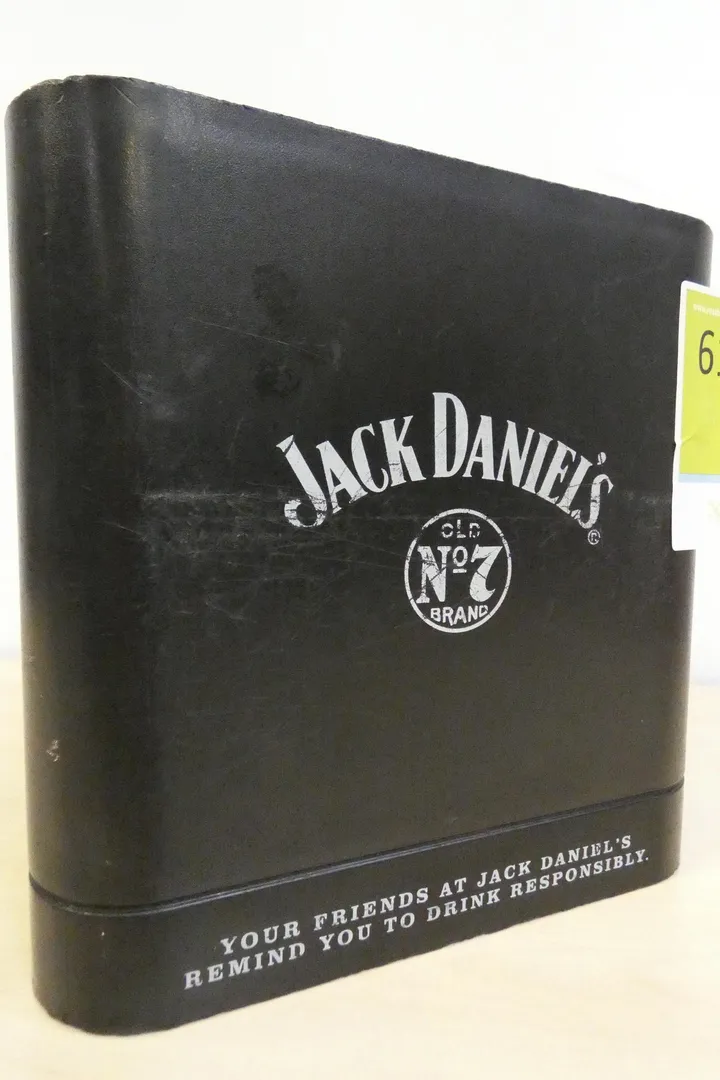 JACK DANIEL'S
®
OLD
Nº7
BRAND
YOUR FRIENDS AT JACK DANIEL'S
REMIND YOU TO DRINK RESPONSIBLY.